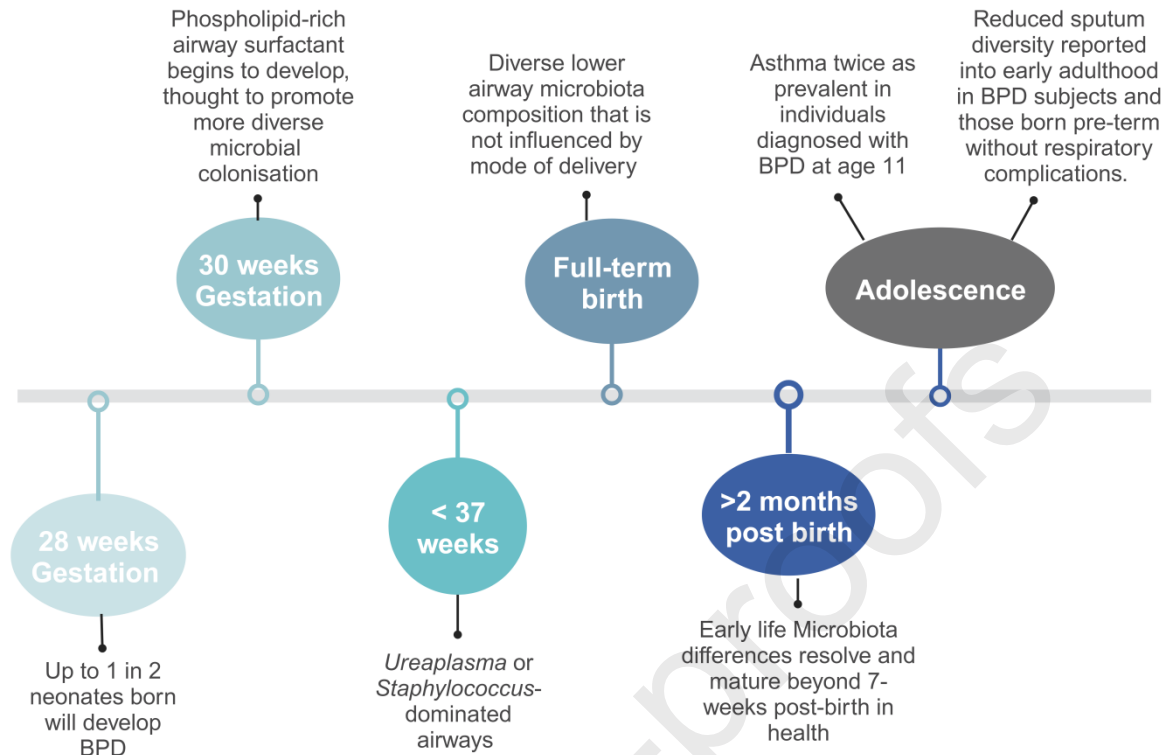 Phospholipid-rich
airway surfactant
begins to develop,
thought to promote
more diverse
microbial
colonisation
Diverse lower
airway microbiota
composition that is
not influenced by
mode of delivery
Asthma twice as
prevalent in
individuals
diagnosed with
BPD at age 11
Reduced sputum
diversity reported
into early adulthood
in BPD subjects and
those born pre-term
without respiratory
complications.
30 weeks
Gestation
Full-term
birth
Adolescence
28 weeks
Gestation
< 37
weeks
>2 months
post birth
Up to 1 in 2
neonates born
will develop
BPD
Ureaplasma or
Staphylococcus-
dominated
airways
Early life Microbiota
differences resolve and
mature beyond 7-
weeks post-birth in
health
proofs